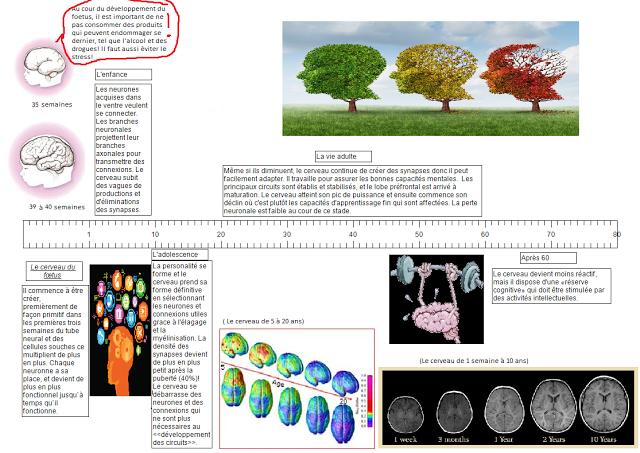 Au cour du développement du
foetus, il est important de ne
pas consommer des produits
qui peuvent endommager se
dernier, tel que l'alcool et des
drogues! Il faut aussi éviter le
stress!
35 semaines
39 à 40 semaines
L'enfance
Les neurones
acquises dans
le ventre veulent
se connecter.
Les branches
neuronales
projettent leur
branches
axonales pour
transmettre des
connexions. Le
cerveau subit
des vagues de
productions et
d'éliminations
des synapses.
La vie adulte
Même si ils diminuent, le cerveau continue de créer des synapses donc il peut
facilement adapter. Il travaille pour assurer les bonnes capacités mentales. Les
principaux circuits sont établis et stabilisés, et le lobe préfrontal est arrivé à
maturation. Le cerveau atteint son pic de puissance et ensuite commence son
déclin où c'est plutôt les capacités d'apprentissage fin qui sont affectées. La perte
neuronale est faible au cour de ce stade.
1 10 20 30 40 50 60 70 80
Le cerveau du
fœtus
Il commence à être
créer,
premièrement de
façon primitif dans
les premières trois
semaines du tube
neural et des
cellules souches ce
multiplient de plus
en plus. Chaque
neuronne a sa
place, et devient de
plus en plus
fonctionnel jusqu'à
temps qu'il
fonctionne.
L'adolescence
La personalité se
forme et le
cerveau prend sa
forme définitive
en sélectionnant
les neurones et
connexions utiles
grace à l'élagage
et la
myélinisation. La
densité des
synapses devient
de plus en plus
petit après la
puberté (40%)!
Le cerveau se
débarrasse des
neurones et des
connexions qui
ne sont plus
nécessaires au
<<développement
des circuits>>.
( Le cerveau de 5 à 20 ans)
5
Age
20
Après 60
Le cerveau devient moins réactif,
mais il dispose d'une «réserve
cognitive» qui doit être stimulée par
des activités intellectuelles.
(Le cerveau de 1 semaine à 10 ans)
1 week 3 months 1 Year 2 Years 10 Years